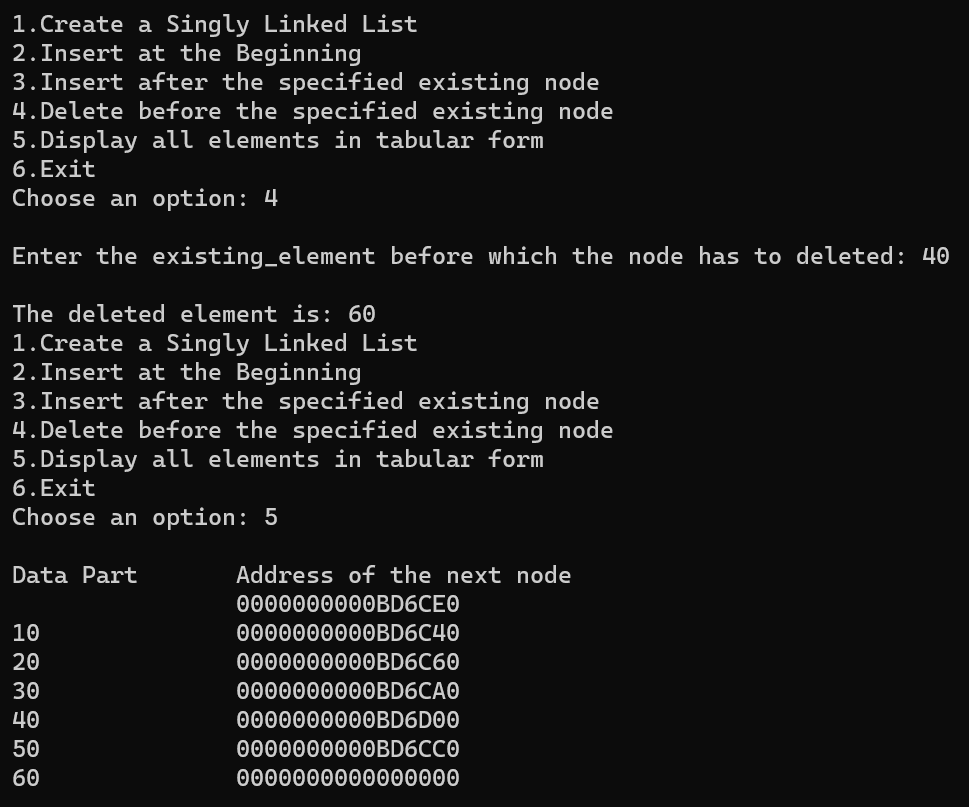 1.Create a Singly Linked List
2.Insert at the Beginning
3.Insert after the specified existing node
4.Delete before the specified existing node
5.Display all elements in tabular form
6.Exit
Choose an option: 4
Enter the existing_element before which the node has to deleted: 40
The deleted element is: 60
1.Create a Singly Linked List
2.Insert at the Beginning
3.Insert after the specified existing node
4.Delete before the specified existing node
5.Display all elements in tabular form
6.Exit
Choose an option: 5
Data Part Address of the next node
0000000000BD6CE0
10 0000000000BD6C40
20 0000000000BD6C60
30 0000000000BD6CA0
40 0000000000BD6D00
50 0000000000BD6CC0
60 0000000000000000